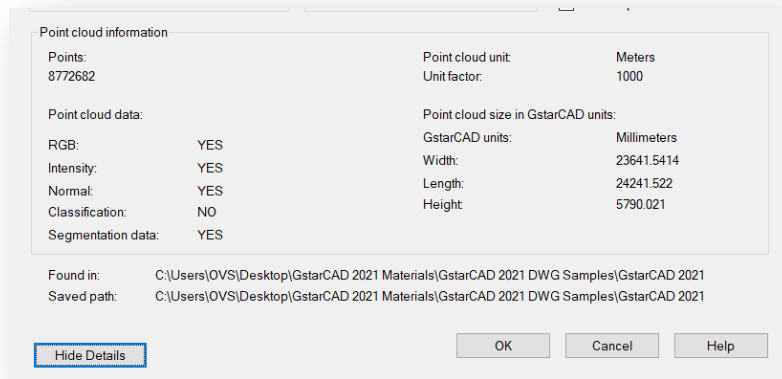 Point cloud information
Points:
8772682
Point cloud unit: Meters
Unit factor: 1000
Point cloud data:
RGB: YES
Intensity: YES
Normal: YES
Classification: NO
Segmentation data: YES
Point cloud size in GstarCAD units:
GstarCAD units: Millimeters
Width: 23641.5414
Length: 24241.522
Height: 5790.021
Found in: C:\Users\OVS\Desktop\GstarCAD 2021 Materials\GstarCAD 2021 DWG Samples\GstarCAD 2021
Saved path: C:\Users\OVS\Desktop\GstarCAD 2021 Materials\GstarCAD 2021 DWG Samples\GstarCAD 2021
Hide Details
OK
Cancel
Help